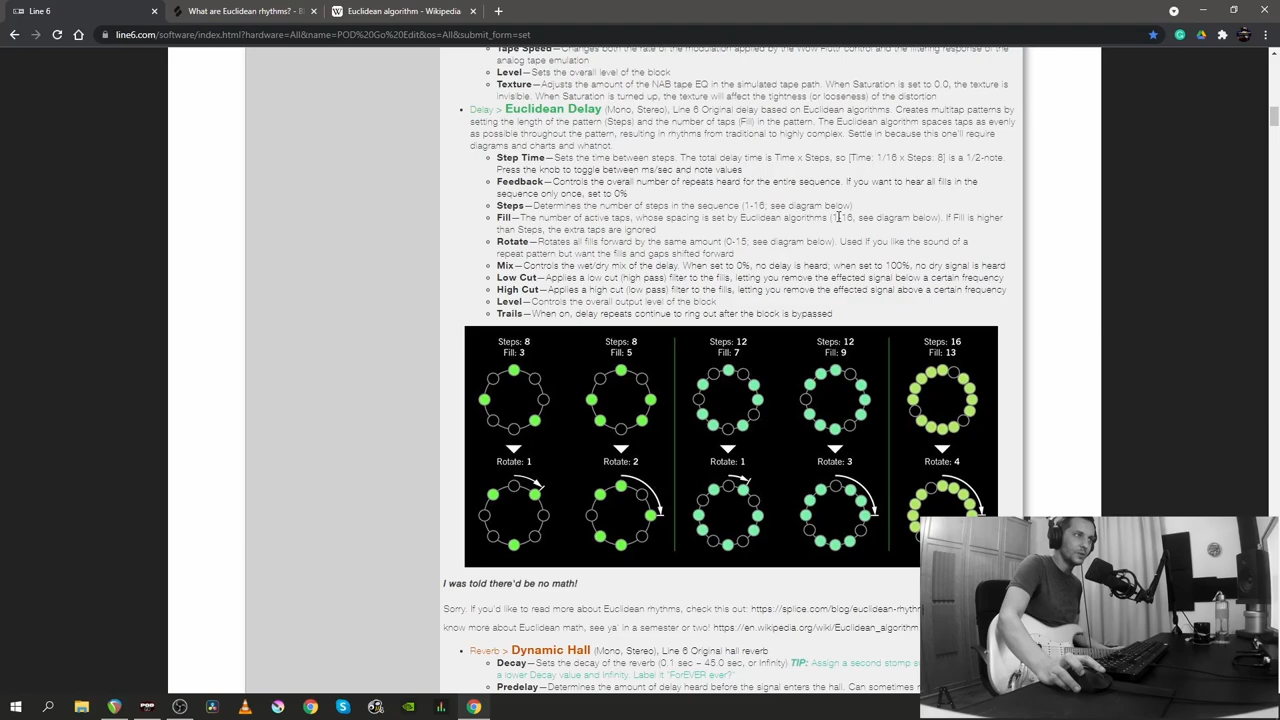 Line 6
What are Euclidean rhythms? -
Euclidean algorithm - Wikipedia
line6.com/software/index.html?hardware=All&name=POD%20Go%20Edit&os=All&submit_form=set
Tape Speed—Changes both the rate of the modulation applied by the Wow Flutr control and the filtering response of the
analog tape emulation
Level—Sets the overall level of the block
Texture—Adjusts the amount of the NAB tape EQ in the simulated tape path. When Saturation is set to 0.0, the texture is
invisible. When Saturation is turned up, the texture will affect the tightness (or looseness) of the distortion
Delay > Euclidean Delay (Mono, Stereo), Line 6 Original delay based on Euclidean algorithms. Creates multitap patterns by
setting the length of the pattern (Steps) and the number of taps (Fill) in the pattern. The Euclidean algorithm spaces taps as evenly
as possible throughout the pattern, resulting in rhythms from traditional to highly complex. Settle in because this one'll require
diagrams and charts and whatnot.
Step Time—Sets the time between steps. The total delay time is Time x Steps, so [Time: 1/16 x Steps: 8] is a 1/2-note.
Press the knob to toggle between ms/sec and note values
Feedback—Controls the overall number of repeats heard for the entire sequence. If you want to hear all fills in the
sequence only once, set to 0%
Steps—Determines the number of steps in the sequence (1-16; see diagram below)
Fill—The number of active taps, whose spacing is set by Euclidean algorithms (1-16, see diagram below). If Fill is higher
than Steps, the extra taps are ignored
Rotate—Rotates all fills forward by the same amount (0-15; see diagram below). Used If you like the sound of a
repeat pattern but want the fills and gaps shifted forward
Mix—Controls the wet/dry mix of the delay. When set to 0%, no delay is heard; when set to 100%, no dry signal is heard
Low Cut—Applies a low cut (high pass) filter to the fills, letting you remove the effected signal below a certain frequency
High Cut—Applies a high cut (low pass) filter to the fills, letting you remove the effected signal above a certain frequency
Level—Controls the overall output level of the block
Trails—When on, delay repeats continue to ring out after the block is bypassed
Steps: 8 Steps: 8 Steps: 12 Steps: 12 Steps: 16
Fill: 3 Fill: 5 Fill: 7 Fill: 9 Fill: 13
Rotate: 1 Rotate: 2 Rotate: 1 Rotate: 3 Rotate: 4
I was told there'd be no math!
Sorry. If you'd like to read more about Euclidean rhythms, check this out: https://splice.com/blog/euclidean-rhythm
know more about Euclidean math, see ya' in a semester or two! https://en.wikipedia.org/wiki/Euclidean_algorithm
Reverb > Dynamic Hall (Mono, Stereo), Line 6 Original hall reverb
Decay—Sets the decay of the reverb (0.1 sec – 45.0 sec, or Infinity) TIP: Assign a second stomp
a lower Decay value and Infinity. Label it "ForEVER ever?"
Predelay—Determines the amount of delay heard before the signal enters the hall. Can sometimes